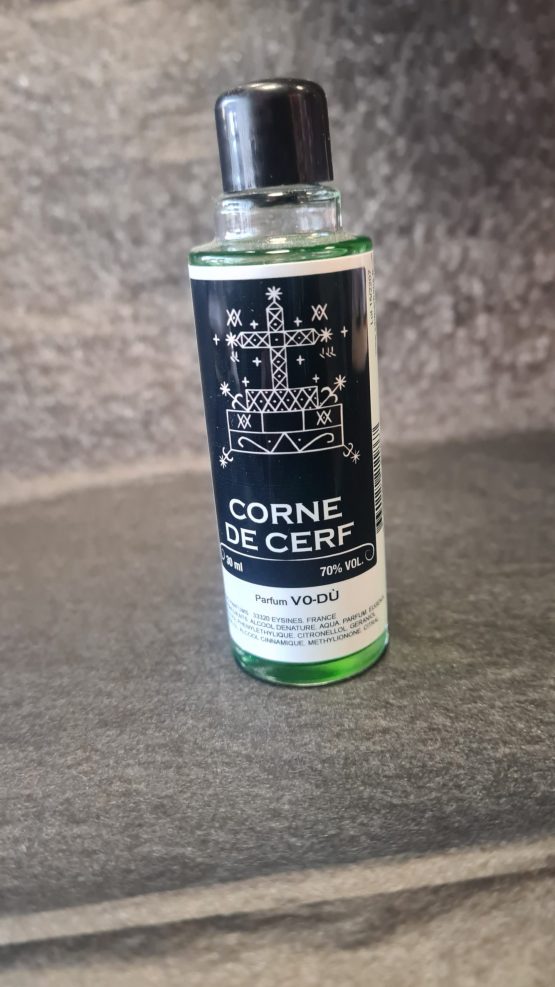 CORNE
DE CERF
30 ml 70% VOL.
Parfum VO-DÙ
33320 EYSINES, FRANCE
ALCOOL DENATURE, AQUA, PARFUM,
CITRONELLOL, GERANIOL
ALCOOL CINNAMIQUE, METHYLIONONE, CITRAL